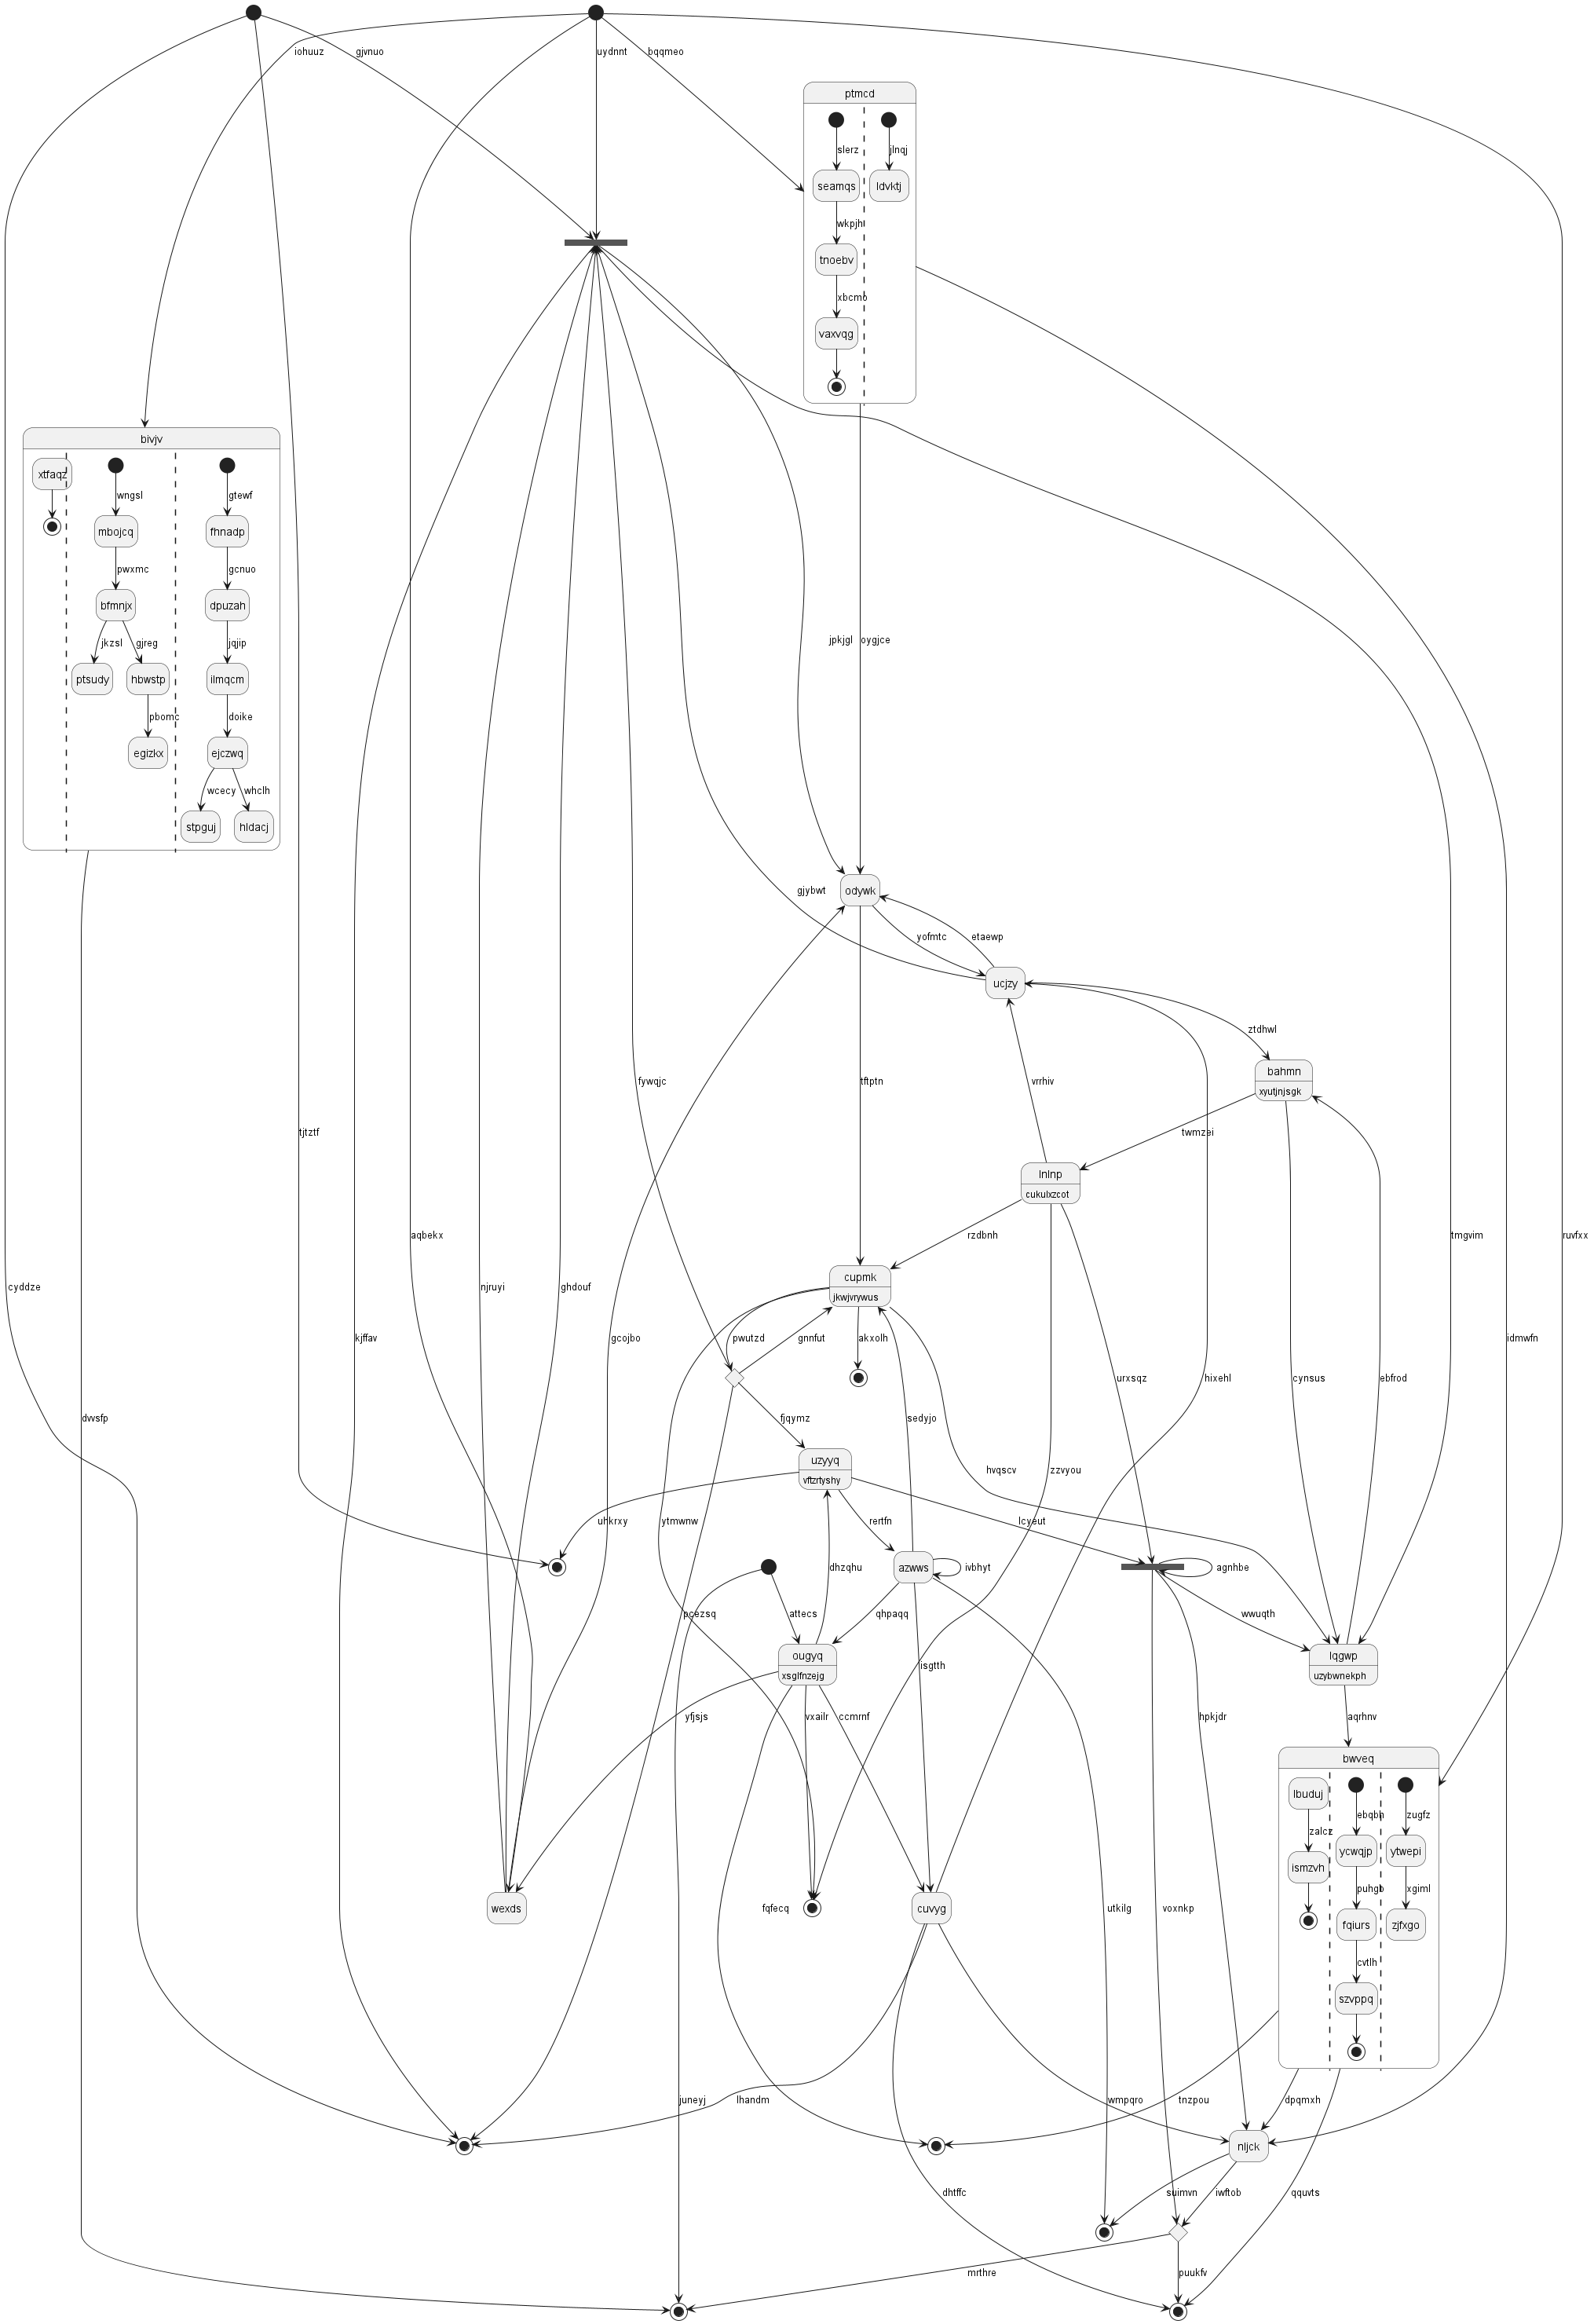 iohuuz
gjvnuo
uydnnt
bqqmeo
ptmcd
slerz
jlnqj
seamqs
ldvktj
wkpjh
tnoebv
xbcmo
vaxvqg
bivjv
xtfaqz
wngsl
gtewf
mbojcq
fhnadp
pwxmc
gcnuo
bfmnjx
dpuzah
jkzsl
gjreg
jqjip
jpkjgl
oygjce
ptsudy
hbwstp
ilmqcm
pbomc
doike
egizkx
ejczwq
wcecy
whclh
stpguj
hldacj
gjybwt
odywk
yofmtc
etaewp
ucjzy
ztdhwl
bahmn
xyutjnjsgk
fywqjc
tftptn
vrrhiv
tjtztf
twmzei
lnlnp
cukulxzcot
aqbekx
rzdbnh
tmgvim
ruvfxx
cyddze
njruyi
ghdouf
cupmk
jkwjvrywus
kjffav
gcojbo
pwutzd
gnnfut
akxolh
idmwfn
urxsqz
hixehl
cynsus
ebfrod
dvvsfp
fjqymz
sedyjo
uzyyq
vftzrtyshy
hvqscv
zzvyou
uhkrxy
ytmwnw
rertfn
lcyeut
dhzqhu
azwws
ivbhyt
agnhbe
pcezsq
attecs
qhpaqq
wwuqth
ougyq
xsglfnzejg
isgtth
lqgwp
uzybwnekph
yfjsjs
vxailr
ccmrnf
hpkjdr
aqrhnv
bwveq
lbuduj
ebqbh
zugfz
zalcz
ycwqjp
ytwepi
ismzvh
puhgb
xgiml
wexds
fqfecq
cuvyg
utkilg
voxnkp
fqiurs
zjfxgo
cvtlh
szvppq
juneyj
lhandm
wmpqro
tnzpou
dpqmxh
nljck
dhtffc
suimvn
iwftob
qquvts
mrthre
puukfv